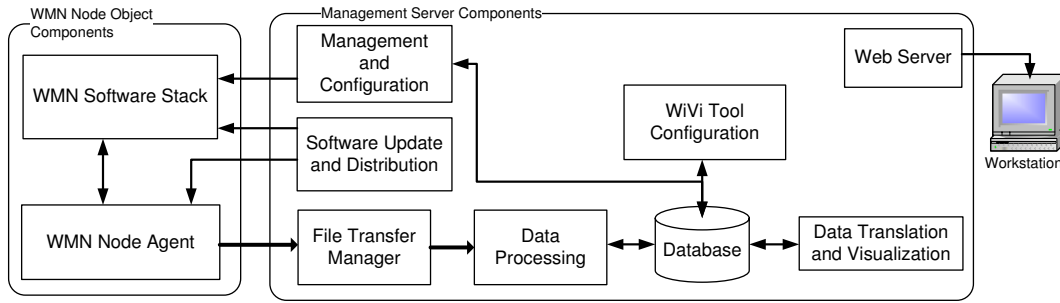 WMN Node Object
Components
Management Server Components
Management
and
Configuration
Web Server
WMN Software Stack
WiVi Tool
Configuration
Software Update
and Distribution
Workstation
WMN Node Agent
File Transfer
Manager
Data
Processing
Database
Data Translation
and Visualization